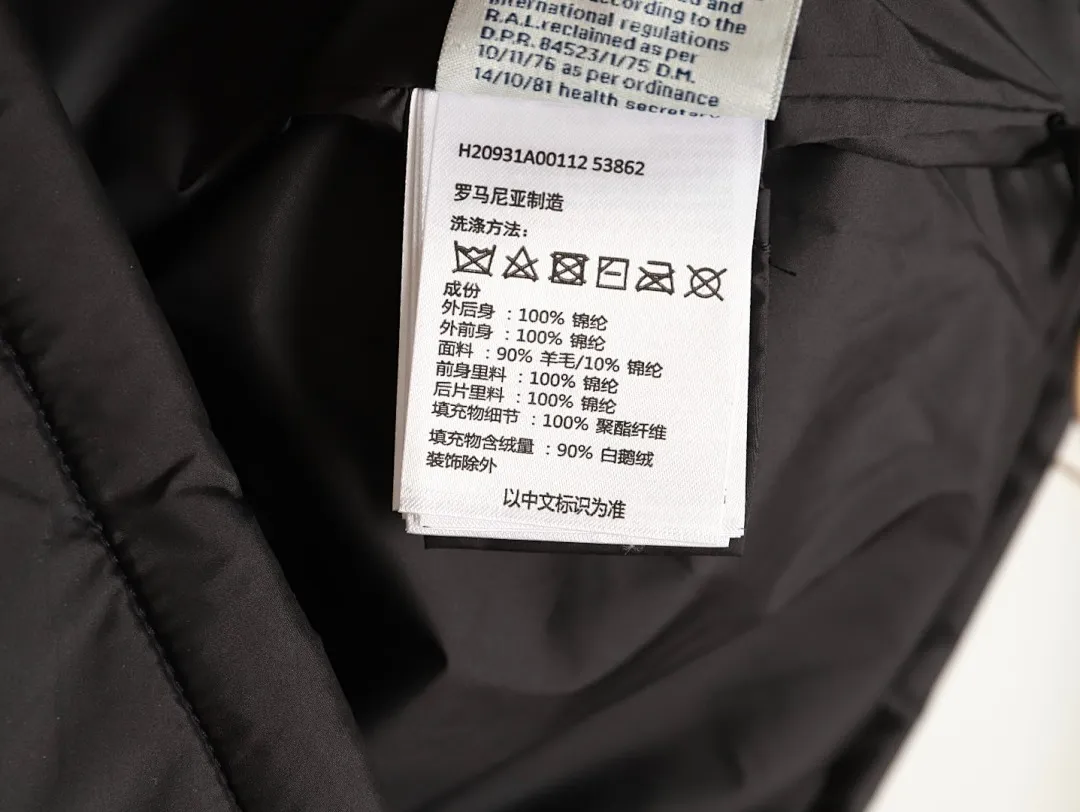 and
international regulations
according to the
R.A.L.reclaimed as per
D.P.R. 84523/1/75 D.M.
10/11/76 as per ordinance
14/10/81 health secretary
H20931A00112 53862
罗马尼亚制造
洗涤方法：
成份
外后身 ：100% 锦纶
外前身 ：100% 锦纶
面料 ：90% 羊毛/10% 锦纶
前身里料 ：100% 锦纶
后片里料 ：100% 锦纶
填充物细节 ：100% 聚酯纤维
填充物含绒量 ：90% 白鹅绒
装饰除外
以中文标识为准